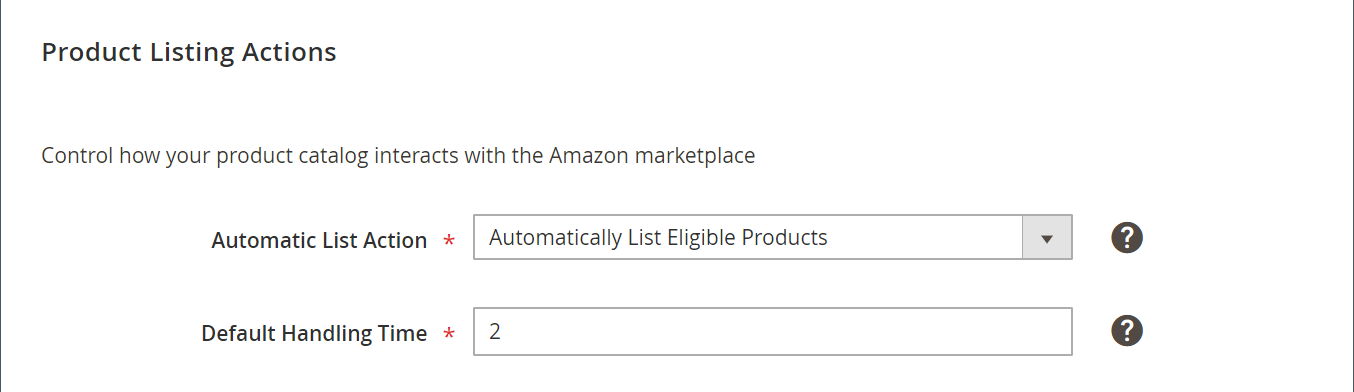 Product Listing Actions
Control how your product catalog interacts with the Amazon marketplace
Automatic List Action * Automatically List Eligible Products ?
Default Handling Time * 2 ?